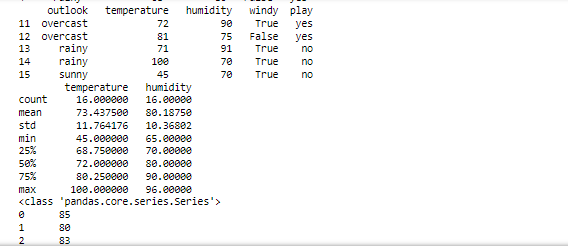 outlook temperature humidity windy play
11 overcast 72 90 True yes
12 overcast 81 75 False yes
13 rainy 71 91 True no
14 rainy 100 70 True no
15 sunny 45 70 True no
temperature humidity
count 16.000000 16.00000
mean 73.437500 80.18750
std 11.764176 10.36802
min 45.000000 65.00000
25% 68.750000 70.00000
50% 72.000000 80.00000
75% 80.250000 90.00000
max 100.000000 96.00000
<class 'pandas.core.series.Series'>
0 85
1 80
2 83